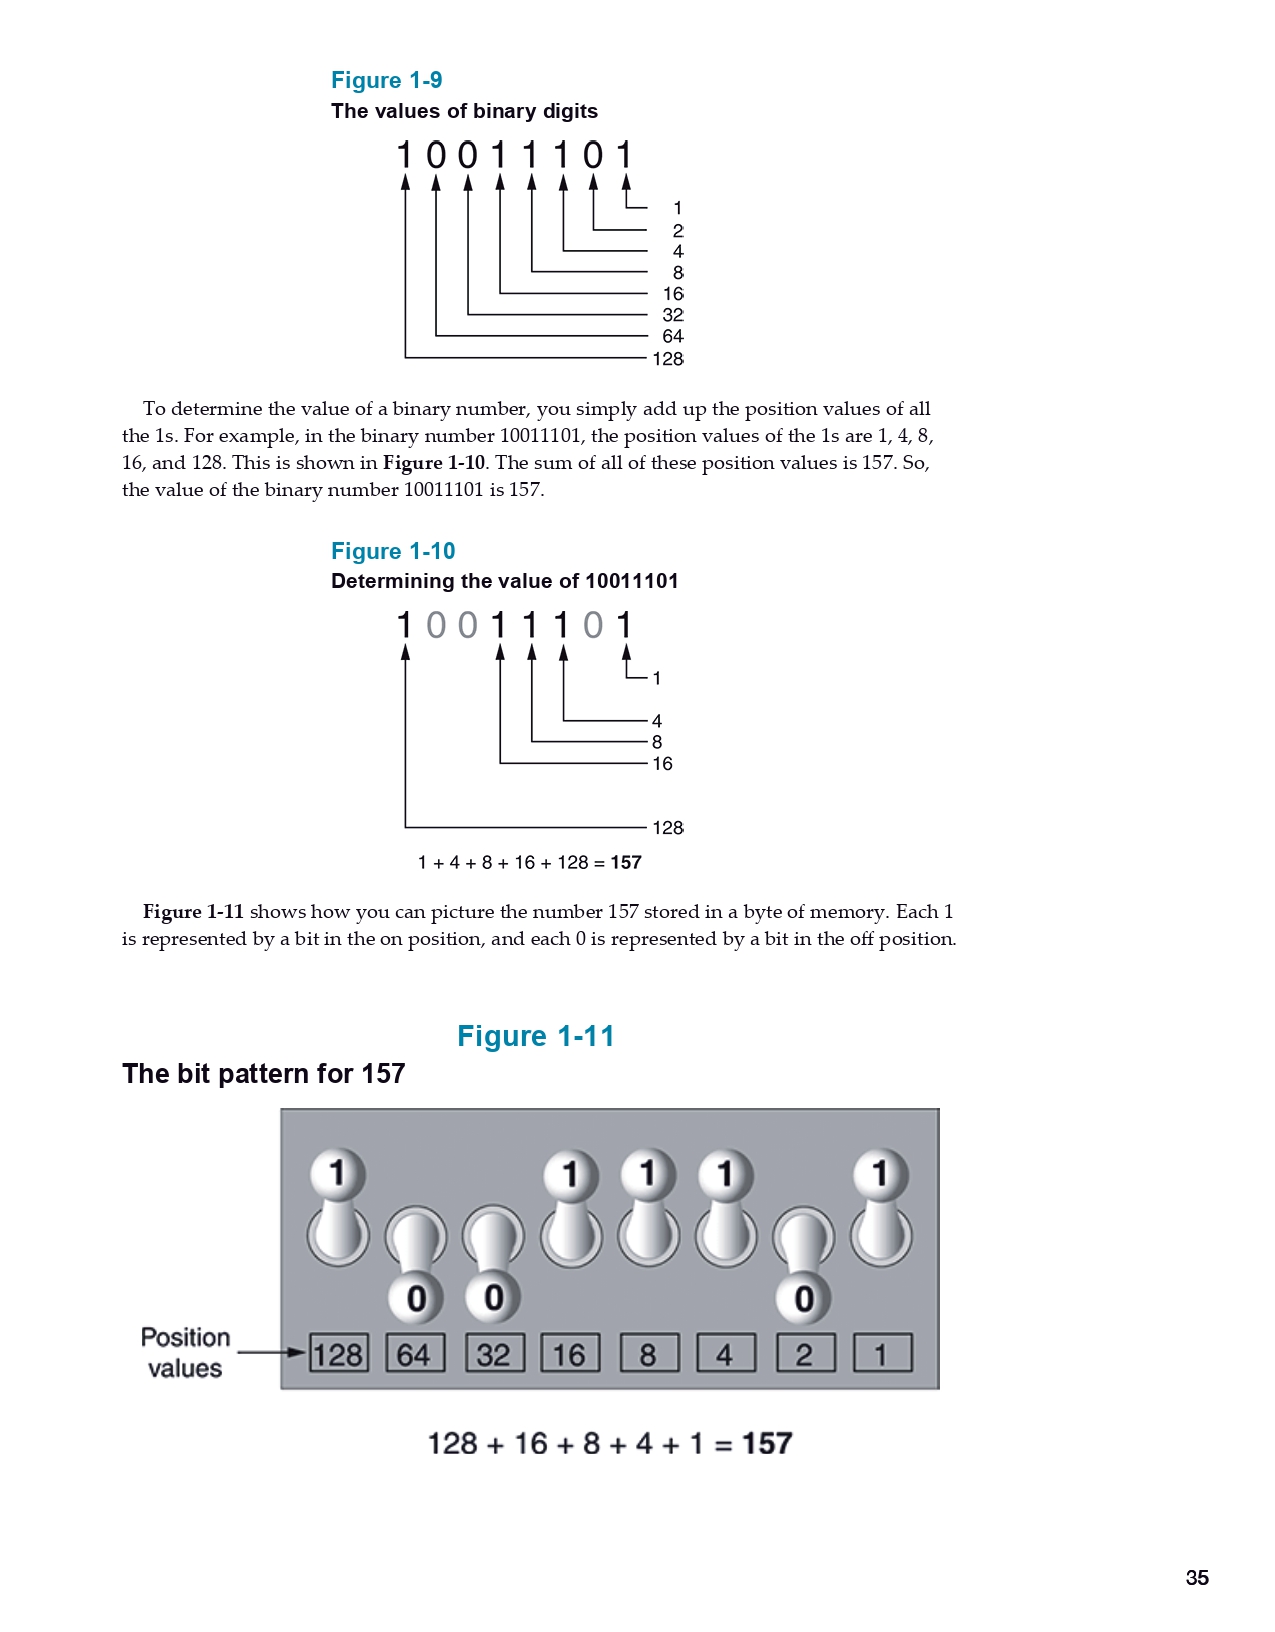 Figure 1-9
The values of binary digits
1 0 0 1 1 1 0 1
1
2
4
8
16
32
64
128
To determine the value of a binary number, you simply add up the position values of all
the 1s. For example, in the binary number 10011101, the position values of the 1s are 1, 4, 8,
16, and 128. This is shown in Figure 1-10. The sum of all of these position values is 157. So,
the value of the binary number 10011101 is 157.
Figure 1-10
Determining the value of 10011101
1 0 0 1 1 1 0 1
1
4
8
16
128
1 + 4 + 8 + 16 + 128 = 157
Figure 1-11 shows how you can picture the number 157 stored in a byte of memory. Each 1
is represented by a bit in the on position, and each 0 is represented by a bit in the off position.
Figure 1-11
The bit pattern for 157
1 1 1 1 1
0 0 0
Position
values
128 64 32 16 8 4 2 1
128 + 16 + 8 + 4 + 1 = 157
35